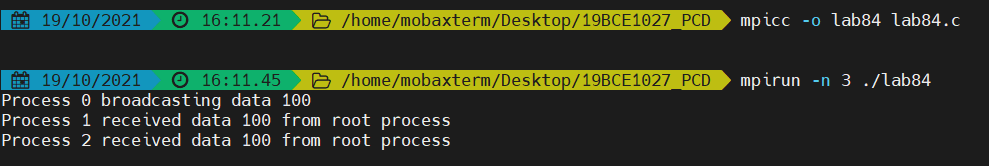 19/10/2021 16:11.21 /home/mobaxterm/Desktop/19BCE1027_PCD mpicc -o lab84 lab84.c
19/10/2021 16:11.45 /home/mobaxterm/Desktop/19BCE1027_PCD mpirun -n 3 ./lab84
Process 0 broadcasting data 100
Process 1 received data 100 from root process
Process 2 received data 100 from root process